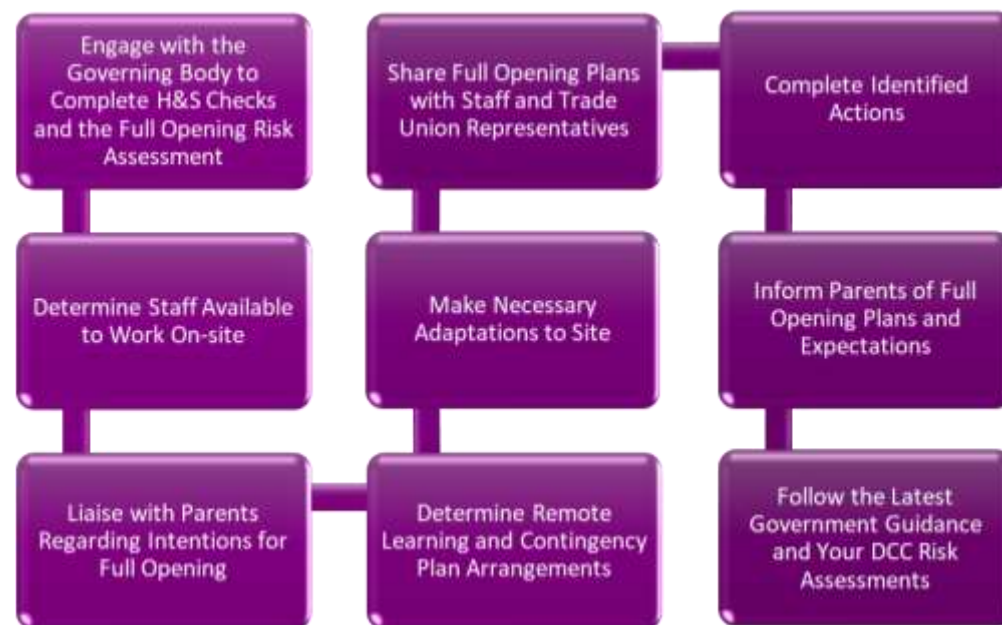 Engage with the
Governing Body to
Complete H&S Checks
and the Full Opening Risk
Assessment
Determine Staff Available
to Work On-site
Liaise with Parents
Regarding Intentions for
Full Opening
Determine Remote
Learning and Contingency
Plan Arrangements
Make Necessary
Adaptations to Site
Share Full Opening Plans
with Staff and Trade
Union Representatives
Complete Identified
Actions
Inform Parents of Full
Opening Plans and
Expectations
Follow the Latest
Government Guidance
and Your DCC Risk
Assessments